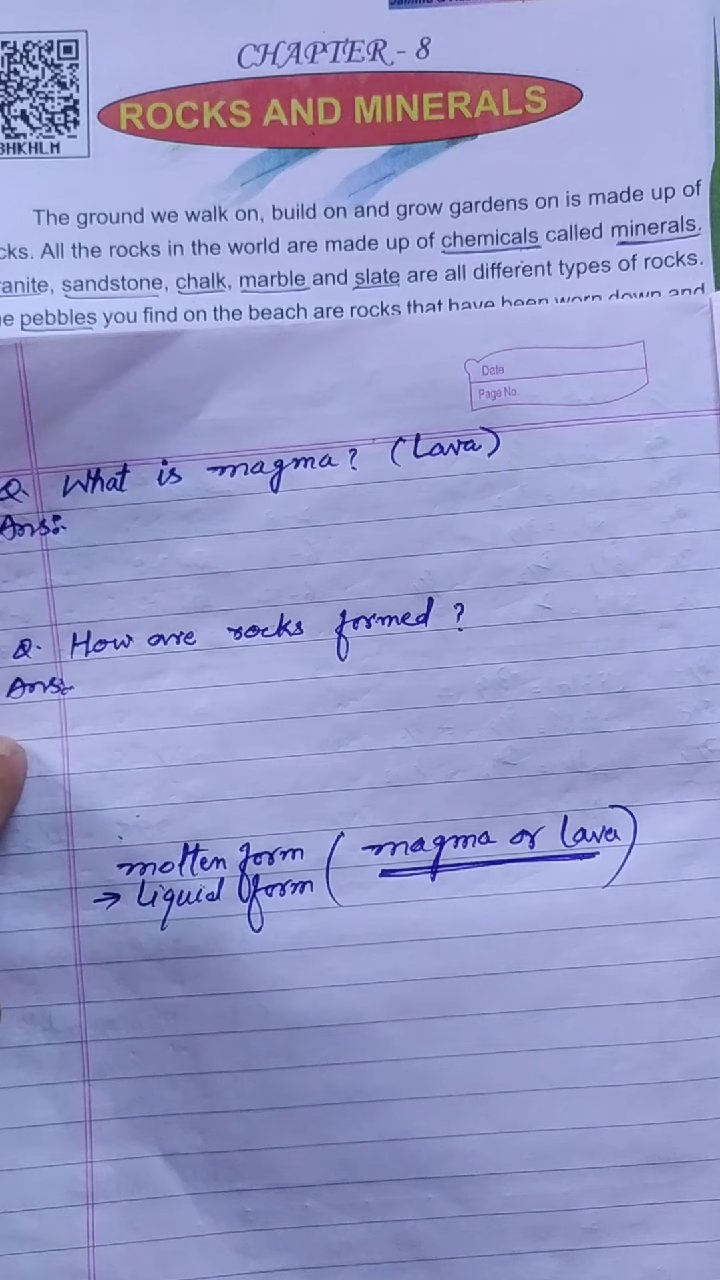 CHAPTER - 8
ROCKS AND MINERALS
3HKHLM
The ground we walk on, build on and grow gardens on is made up of
cks. All the rocks in the world are made up of chemicals called minerals.
anite, sandstone, chalk, marble and slate are all different types of rocks.
e pebbles you find on the beach are rocks that have been worn down and
Date
Page No.
Q. What is magma? (Lava)
Ans:
Q. How are rocks formed?
Ans:
molten form ( magma or lava )
→ liquid form